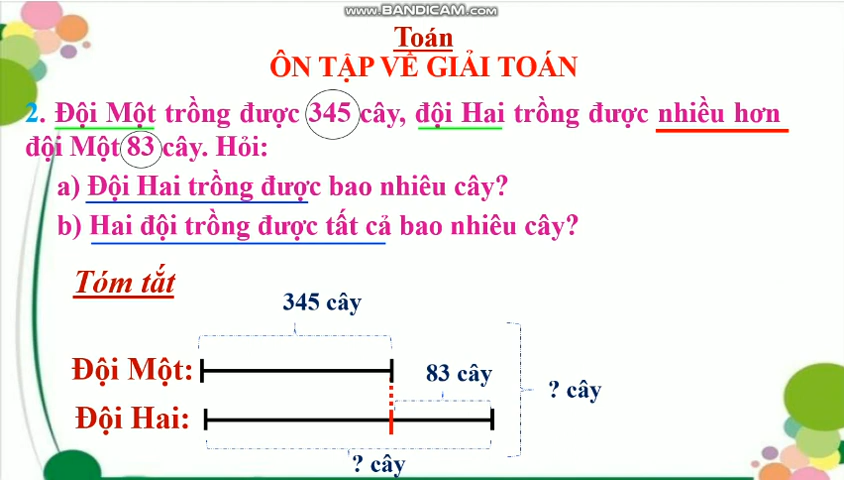 www.BANDICAM.com
Toán
ÔN TẬP VỀ GIẢI TOÁN
2. Đội Một trồng được 345 cây, đội Hai trồng được nhiều hơn
đội Một 83 cây. Hỏi:
a) Đội Hai trồng được bao nhiêu cây?
b) Hai đội trồng được tất cả bao nhiêu cây?
Tóm tắt
345 cây
Đội Một:
83 cây
? cây
Đội Hai:
? cây